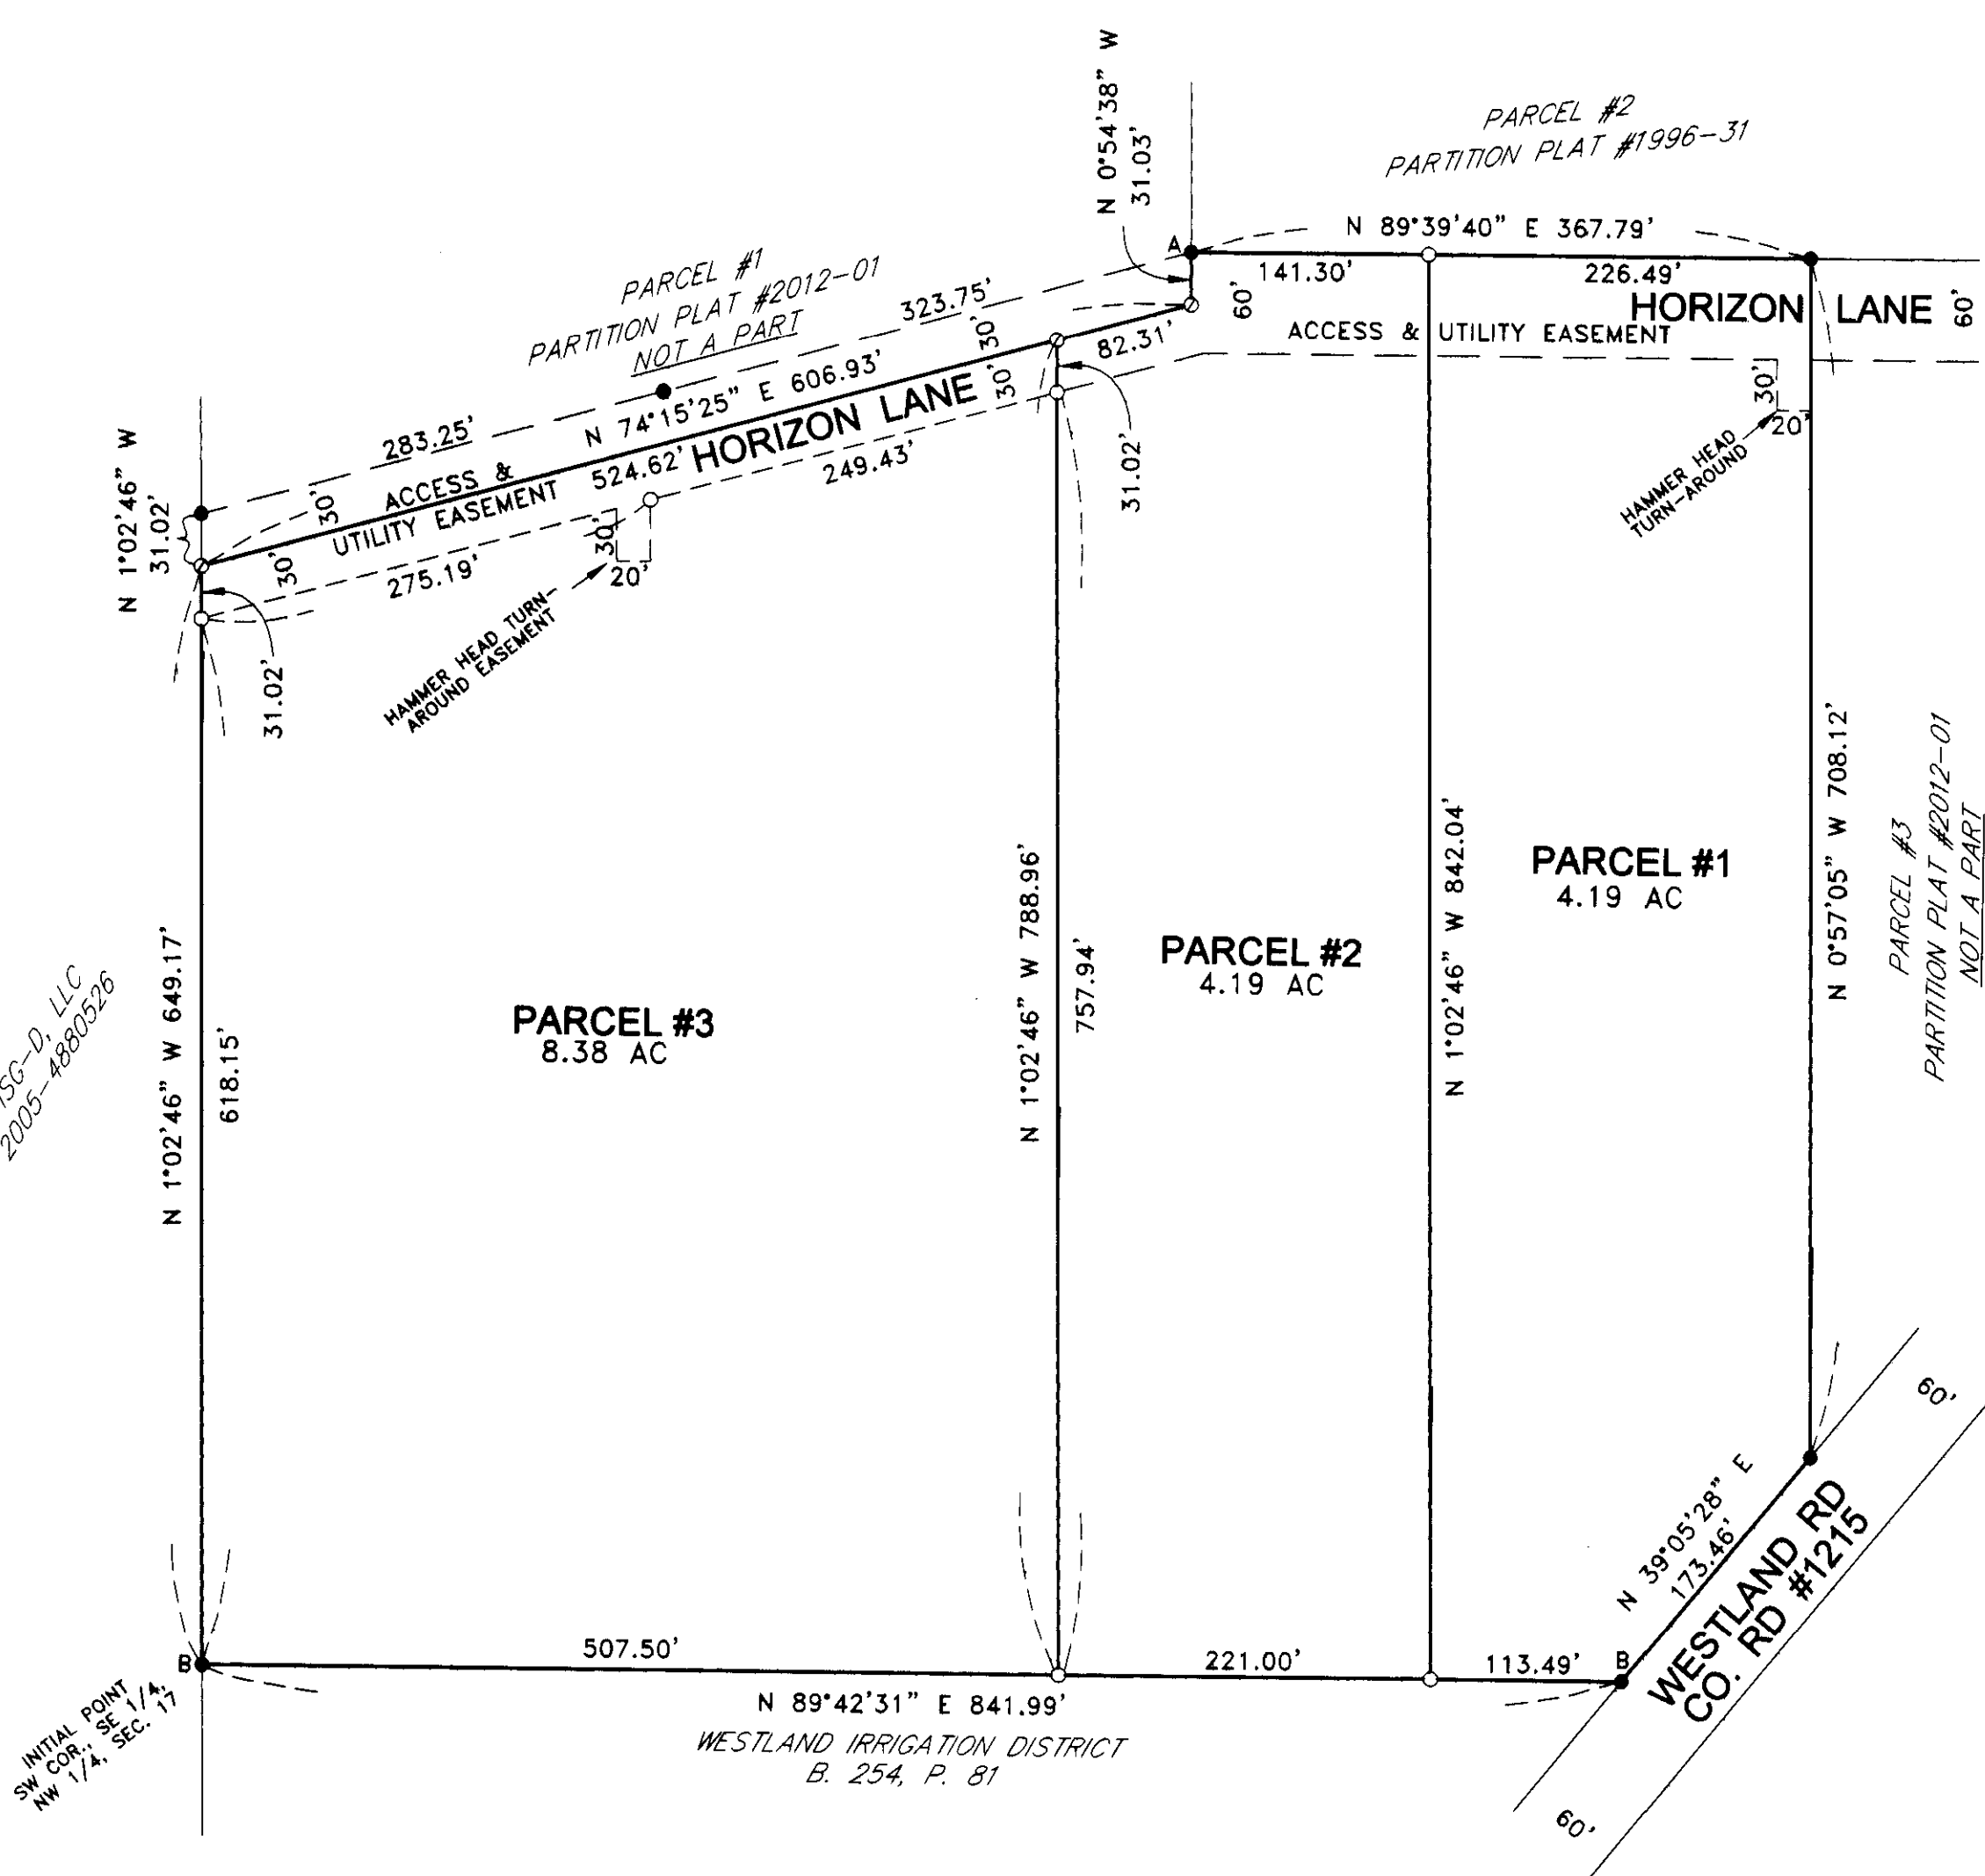 N 0°54'38" W
31.03'
PARCEL #2
PARTITION PLAT #1996-31
N 89°39'40" E 367.79'
A
141.30'
226.49'
HORIZON LANE
60'
60'
ACCESS & UTILITY EASEMENT
30'
20'
HAMMER HEAD
TURN-AROUND
PARCEL #1
PARTITION PLAT #2012-01
NOT A PART
323.75'
283.25'
N 74°15'25" E 606.93'
30'
30'
82.31'
HORIZON LANE
524.62'
249.43'
ACCESS &
UTILITY EASEMENT
30'
30'
275.19'
30'
20'
HAMMER HEAD TURN-
AROUND EASEMENT
N 1°02'46" W
31.02'
31.02'
31.02'
N 1°02'46" W 649.17'
618.15'
PARCEL #3
8.38 AC
N 1°02'46" W 788.96'
757.94'
PARCEL #2
4.19 AC
N 1°02'46" W 842.04'
PARCEL #1
4.19 AC
N 0°57'05" W 708.12'
PARCEL #3
PARTITION PLAT #2012-01
NOT A PART
LLC
2005-4880526
N 39°05'28" E
173.46'
WESTLAND RD
CO. RD #1215
60'
60'
B
507.50'
221.00'
113.49'
B
N 89°42'31" E 841.99'
WESTLAND IRRIGATION DISTRICT
B. 254, P. 81
INITIAL POINT
SW COR., SE 1/4,
NW 1/4, SEC. 17